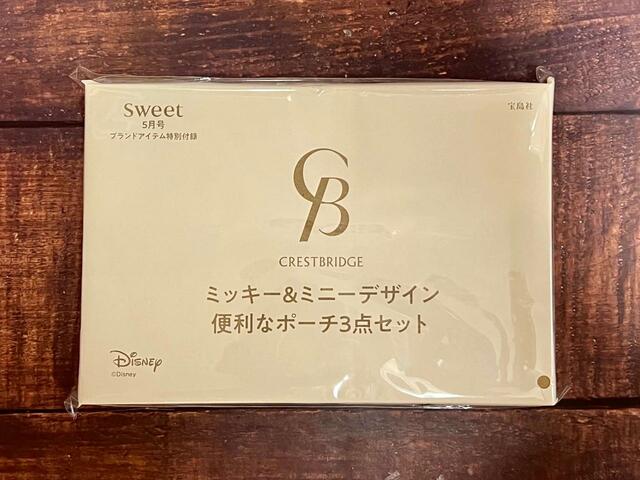 sweet
5月号
ブランドアイテム特別付録
宝島社
CB
CRESTBRIDGE
ミッキー&ミニーデザイン
便利なポーチ3点セット
Disney
©Disney